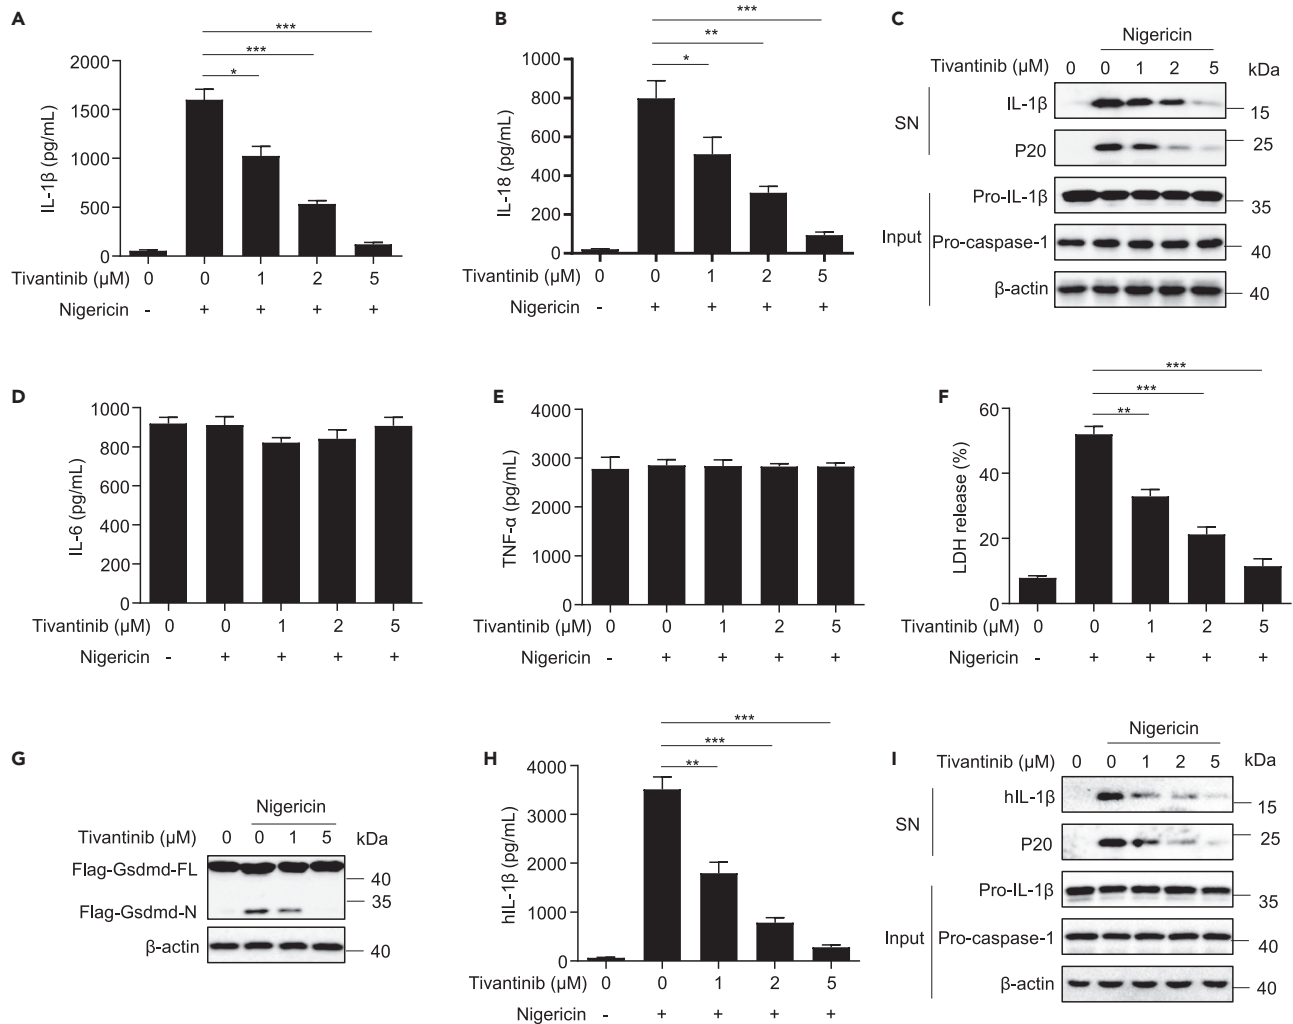 A
***
***
*
2000
1500
1000
500
0
IL-1β (pg/mL)
Tivantinib (μM) 0 0 1 2 5
Nigericin - + + + +
B
***
**
*
1000
800
600
400
200
0
IL-18 (pg/mL)
Tivantinib (μM) 0 0 1 2 5
Nigericin - + + + +
C
Nigericin
Tivantinib (μM) 0 0 1 2 5 kDa
SN
IL-1β 15
P20 25
Input
Pro-IL-1β 35
Pro-caspase-1 40
β-actin 40
D
1000
800
600
400
200
0
IL-6 (pg/mL)
Tivantinib (μM) 0 0 1 2 5
Nigericin - + + + +
E
4000
3000
2000
1000
0
TNF-α (pg/mL)
Tivantinib (μM) 0 0 1 2 5
Nigericin - + + + +
F
***
***
**
60
40
20
0
LDH release (%)
Tivantinib (μM) 0 0 1 2 5
Nigericin - + + + +
G
Nigericin
Tivantinib (μM) 0 0 1 5 kDa
Flag-Gsdmd-FL 40
35
Flag-Gsdmd-N
β-actin 40
H
***
***
**
4000
3000
2000
1000
0
hIL-1β (pg/mL)
Tivantinib (μM) 0 0 1 2 5
Nigericin - + + + +
I
Nigericin
Tivantinib (μM) 0 0 1 2 5 kDa
SN
hIL-1β 15
P20 25
Input
Pro-IL-1β 35
Pro-caspase-1 40
β-actin 40